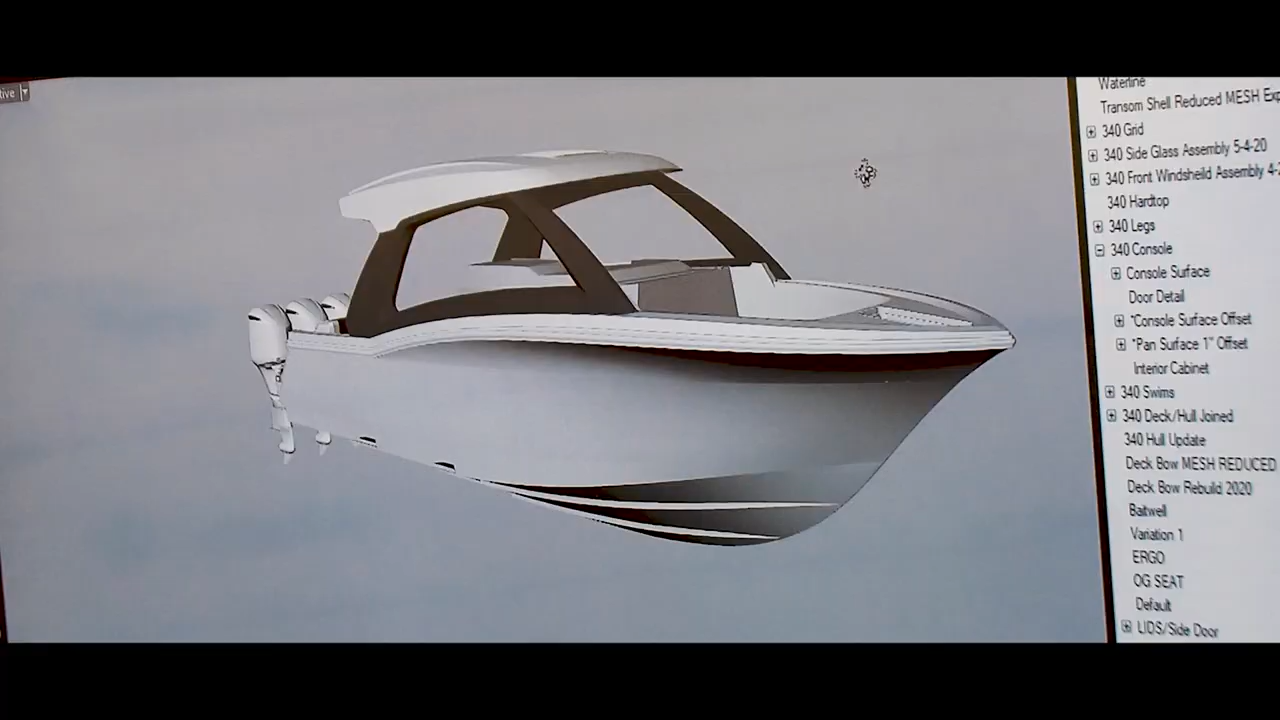 tive
Waterline
Transom Shell Reduced MESH Exp
340 Grid
340 Side Glass Assembly 5-4-20
340 Front Windsheild Assembly 4-
340 Hardtop
340 Legs
340 Console
Console Surface
Door Detail
*Console Surface Offset
*Pan Surface 1" Offset
Interior Cabinet
340 Swims
340 Deck/Hull Joined
340 Hull Update
Deck Bow MESH REDUCED
Deck Bow Rebuild 2020
Baitwell
Variation 1
ERGO
OG SEAT
Default
LIDS/Side Door